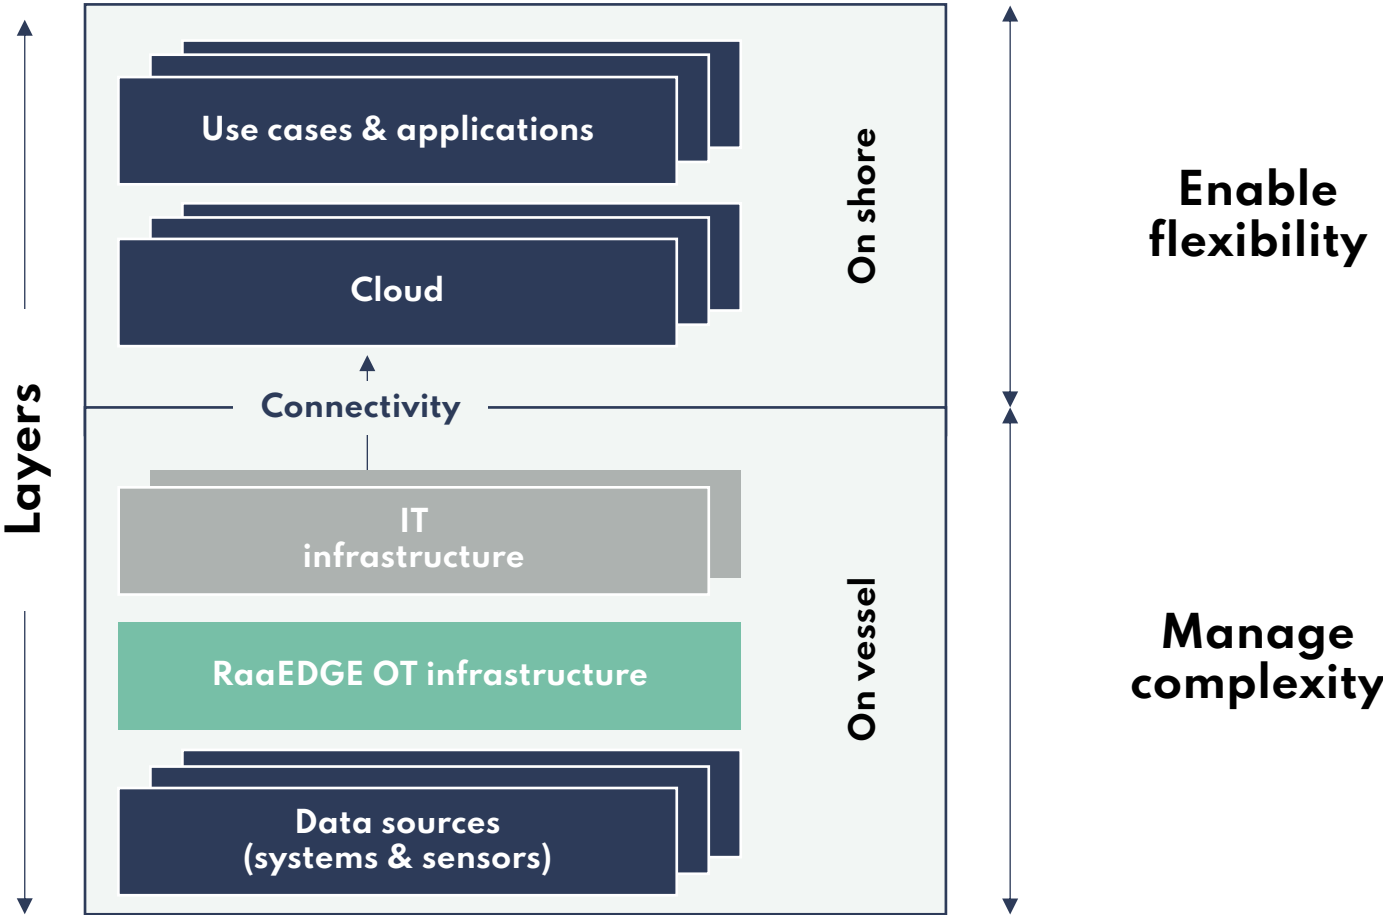 Layers
Use cases & applications
Cloud
On shore
Enable
flexibility
Connectivity
IT
infrastructure
RaaEDGE OT infrastructure
Data sources
(systems & sensors)
On vessel
Manage
complexity